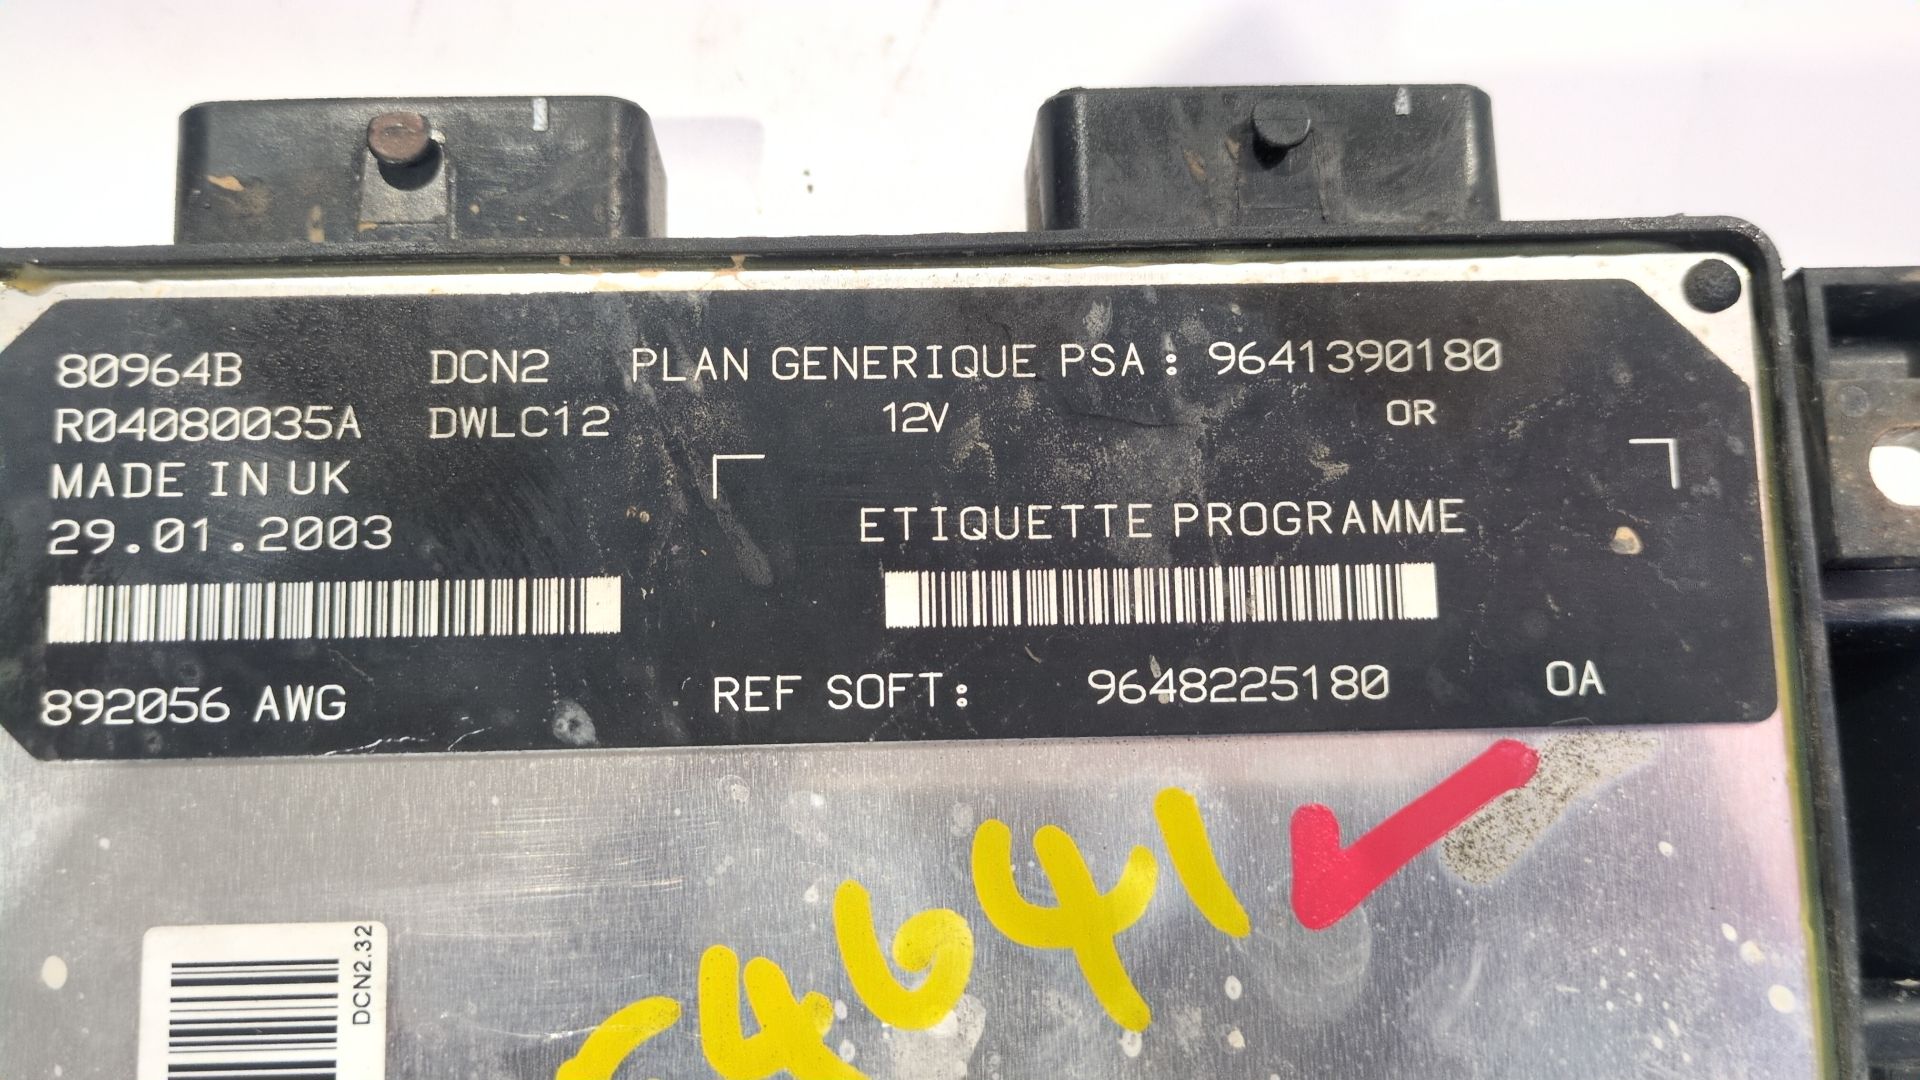 80964B DCN2 PLAN GENERIQUE PSA : 9641390180
R04080035A DWLC12 12V OR
MADE IN UK
29.01.2003
ETIQUETTE PROGRAMME
892056 AWG REF SOFT: 9648225180 OA
DCN2.32
4641